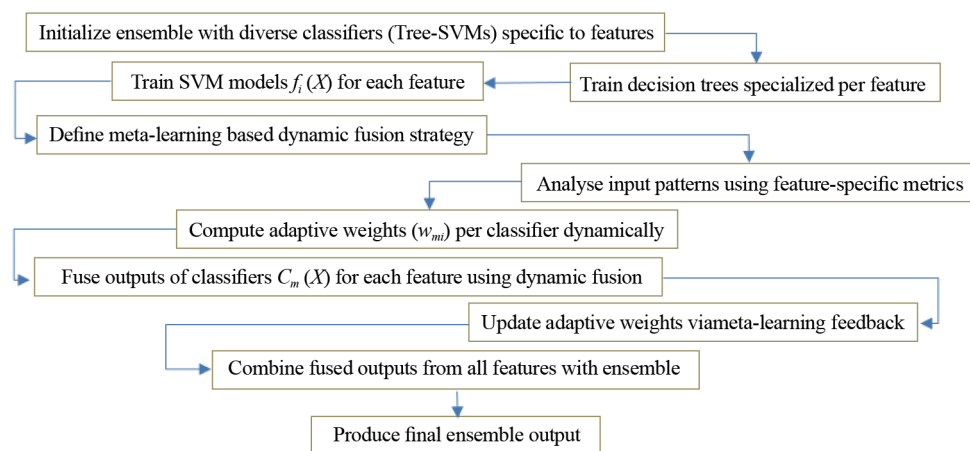 Initialize ensemble with diverse classifiers (Tree-SVMs) specific to features
Train decision trees specialized per feature
Train SVM models f_i (X) for each feature
Define meta-learning based dynamic fusion strategy
Analyse input patterns using feature-specific metrics
Compute adaptive weights (w_mi) per classifier dynamically
Fuse outputs of classifiers C_m (X) for each feature using dynamic fusion
Update adaptive weights viameta-learning feedback
Combine fused outputs from all features with ensemble
Produce final ensemble output